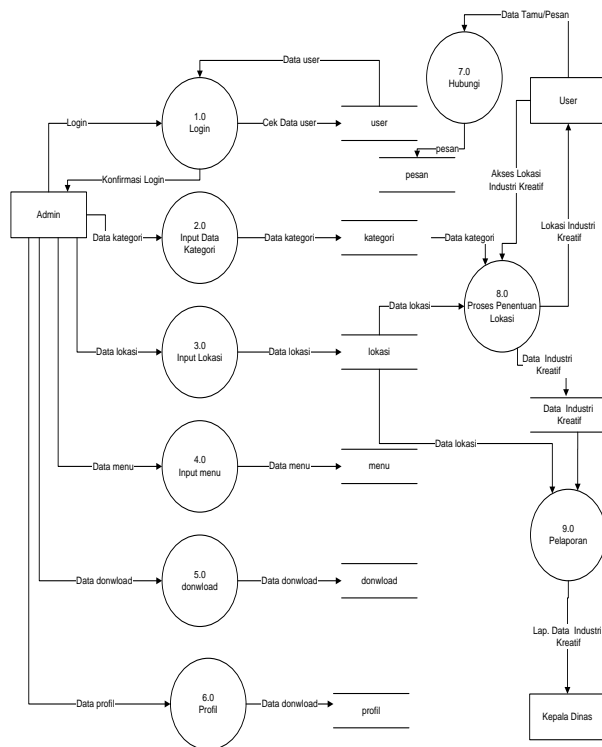 Data Tamu/Pesan
7.0
Hubungi
Data user
User
1.0
Login
Login
Cek Data user
user
pesan
pesan
Akses Lokasi
Industri Kreatif
Konfirmasi Login
Admin
Lokasi Industri
Kreatif
2.0
Input Data
Kategori
Data kategori
Data kategori
kategori
Data kategori
8.0
Proses Penentuan
Lokasi
Data lokasi
3.0
Input Lokasi
Data lokasi
Data lokasi
lokasi
Data Industri
Kreatif
Data Industri
Kreatif
Data lokasi
4.0
Input menu
Data menu
Data menu
menu
9.0
Pelaporan
5.0
donwload
Data donwload
Data donwload
donwload
Lap. Data Industri
Kreatif
6.0
Profil
Data profil
Data donwload
profil
Kepala Dinas